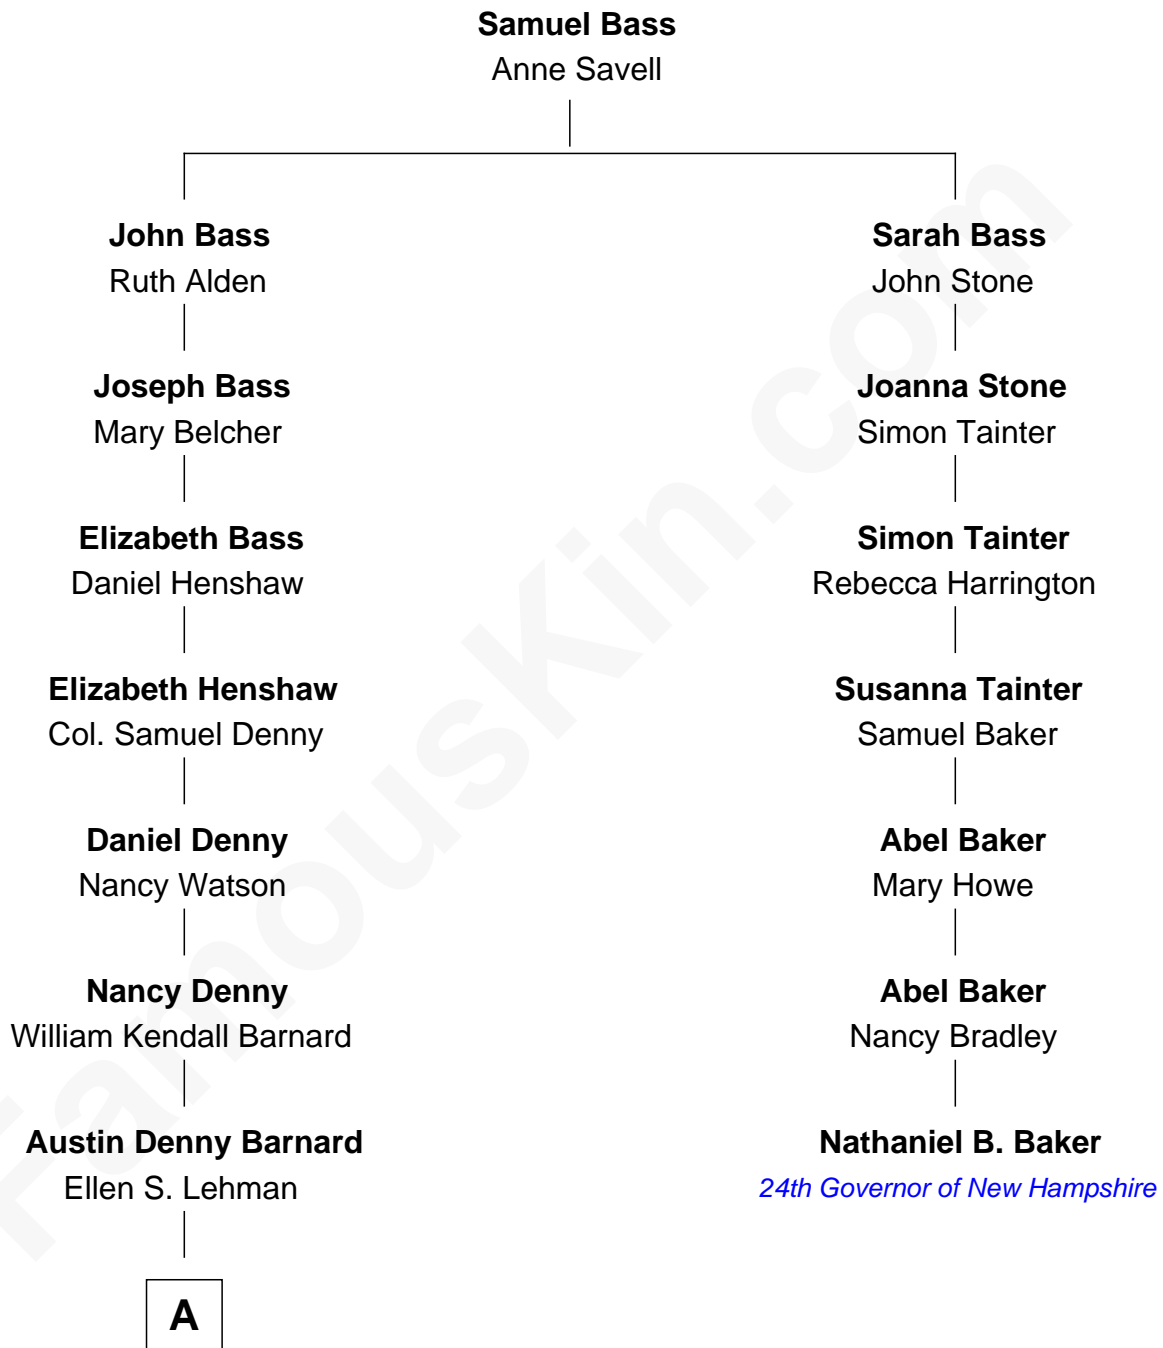 Samuel Bass
Anne Savell
John Bass
Ruth Alden
Sarah Bass
John Stone
Joseph Bass
Mary Belcher
Joanna Stone
Simon Tainter
Elizabeth Bass
Daniel Henshaw
Simon Tainter
Rebecca Harrington
Elizabeth Henshaw
Col. Samuel Denny
Susanna Tainter
Samuel Baker
Daniel Denny
Nancy Watson
Abel Baker
Mary Howe
Nancy Denny
William Kendall Barnard
Abel Baker
Nancy Bradley
Austin Denny Barnard
Ellen S. Lehman
Nathaniel B. Baker
24th Governor of New Hampshire
A
FamousKin.com